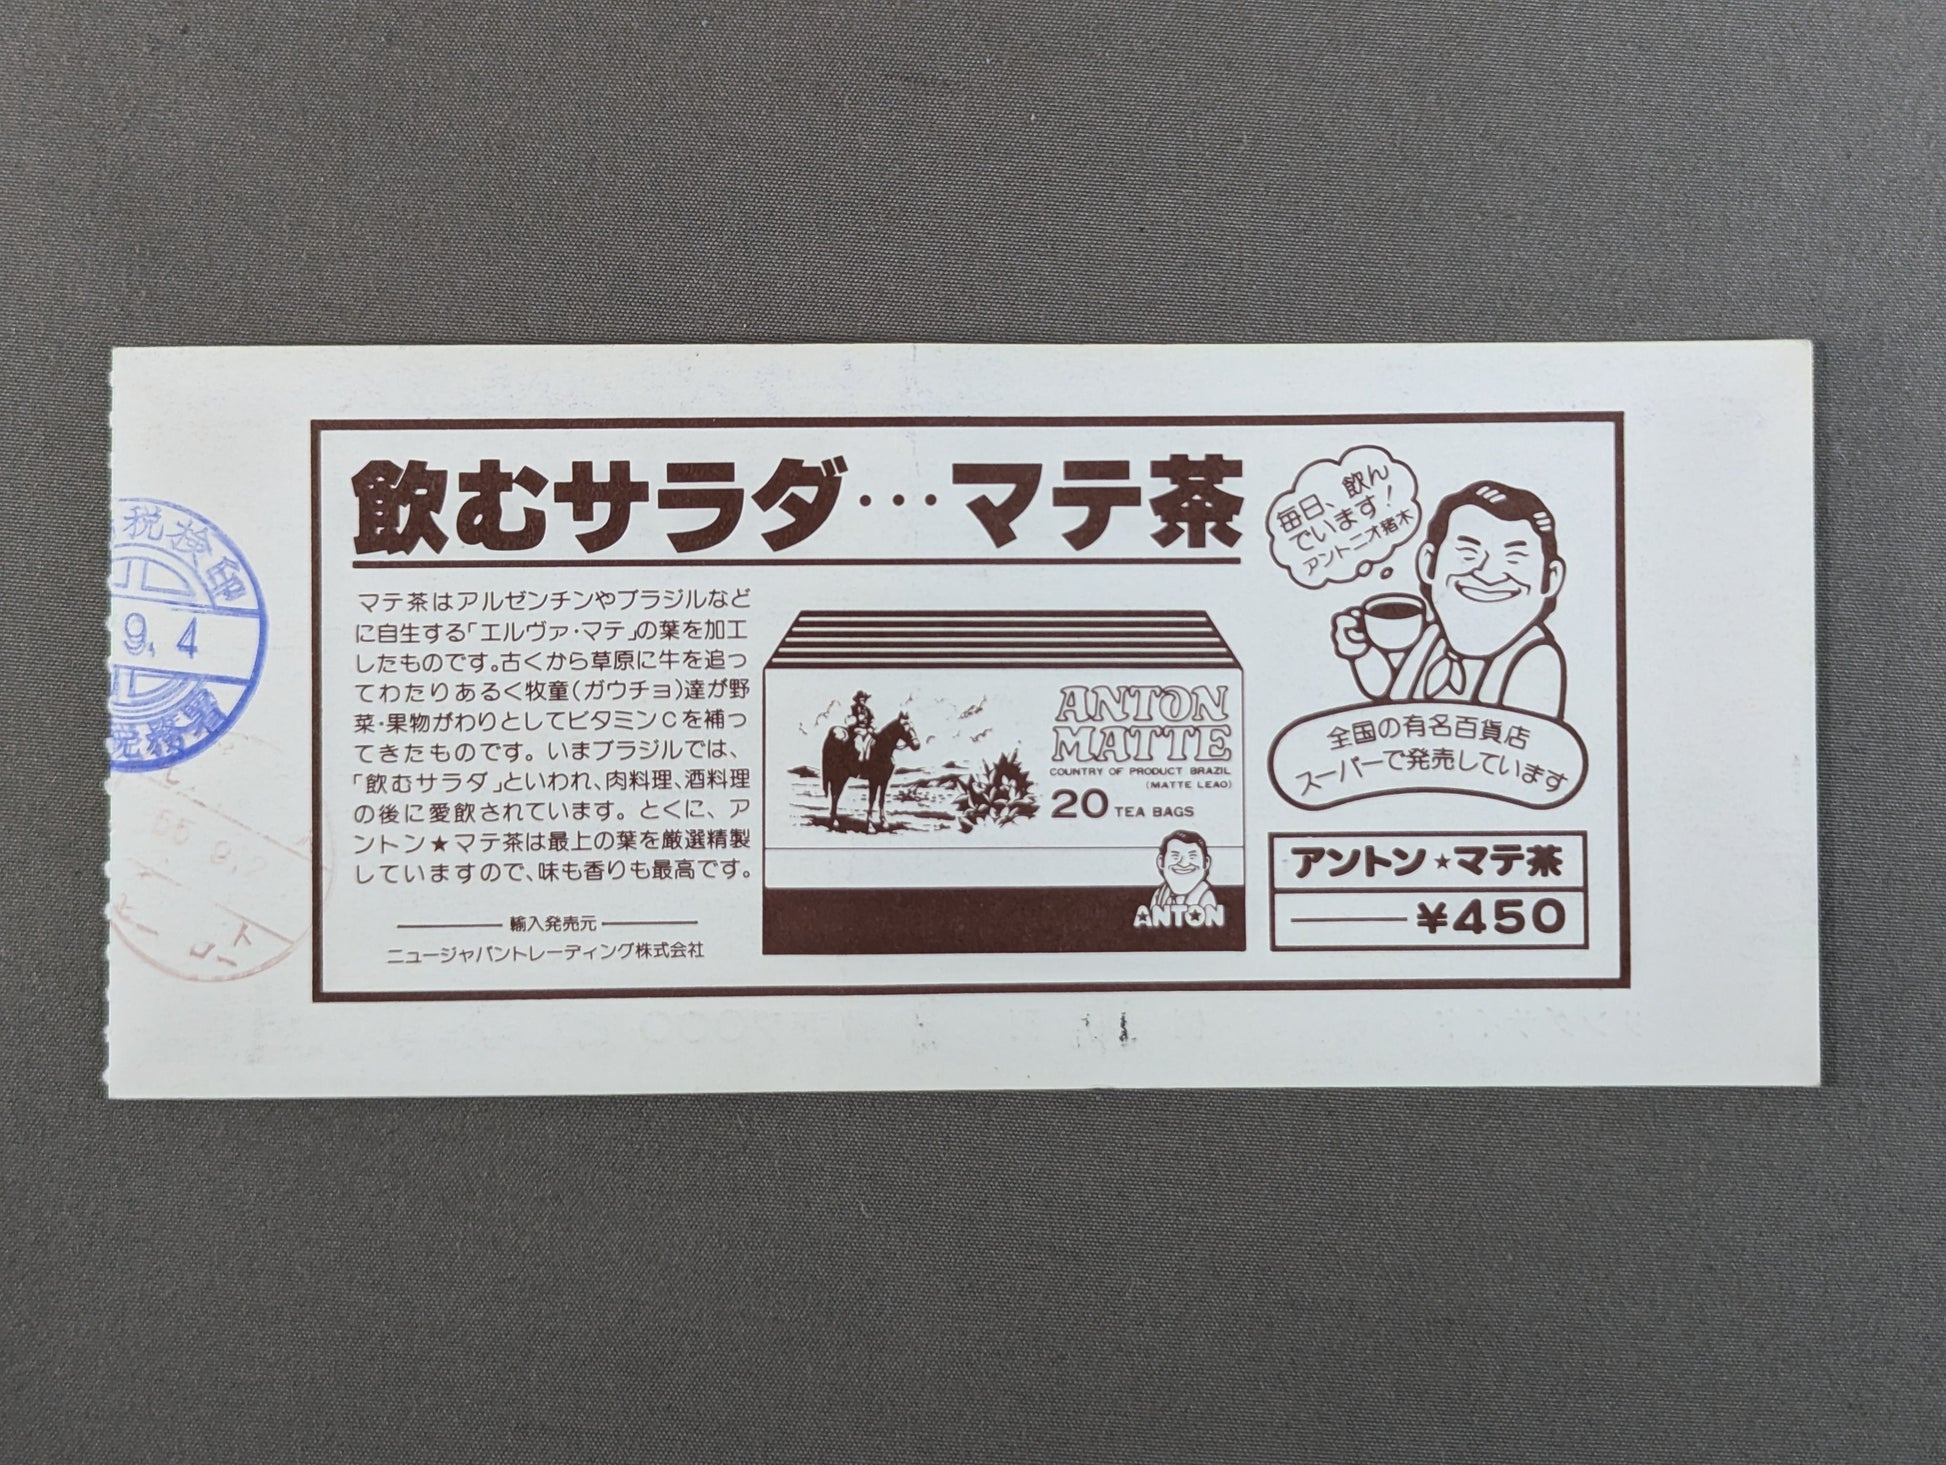 飲むサラダ…マテ茶
マテ茶はアルゼンチンやブラジルなど
に自生する「エルヴァ・マテ」の葉を加工
したものです。古くから草原に牛を追っ
てわたりあるく牧童(ガウチョ)達が野
菜・果物がわりとしてビタミンCを補っ
てきたものです。いまブラジルでは、
「飲むサラダ」といわれ、肉料理、酒料理
の後に愛飲されています。とくに、ア
ントン★マテ茶は最上の葉を厳選精製
していますので、味も香りも最高です。
輸入発売元
ニュージャパントレーディング株式会社
ANTON
MATTE
COUNTRY OF PRODUCT BRAZIL
(MATTE LEAO)
20 TEA BAGS
ANTON
毎日、飲ん
でいます!
アントニオ猪木
全国の有名百貨店
スーパーで発売しています
アントン★マテ茶
¥450
税検印
9.4
税務署